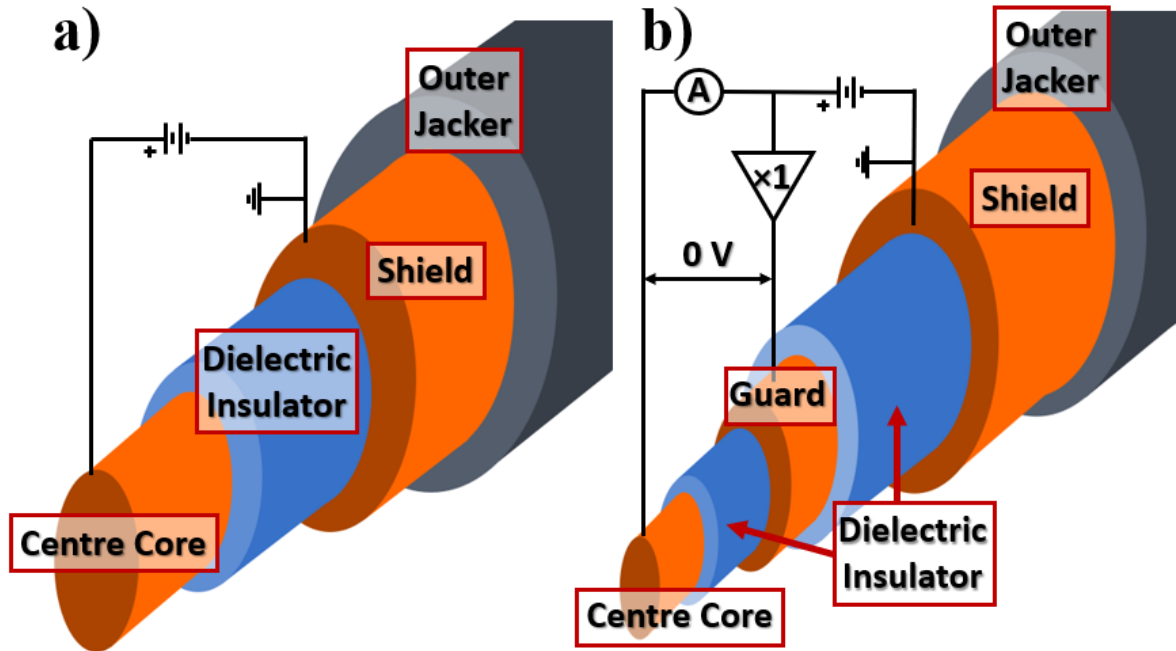 a)
Outer
Jacker
+
Shield
Dielectric
Insulator
Centre Core
b)
Outer
Jacker
A
+
×1
Shield
0 V
Guard
Dielectric
Insulator
Centre Core